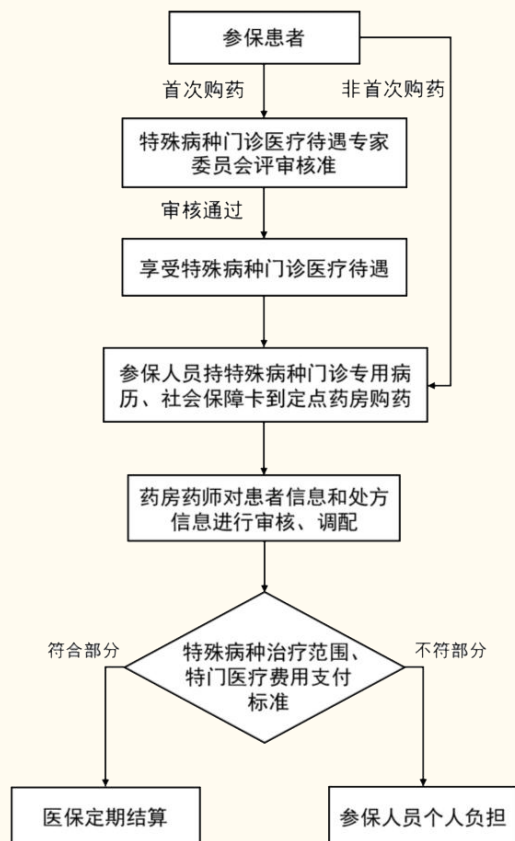 参保患者
首次购药
非首次购药
特殊病种门诊医疗待遇专家
委员会评审核准
审核通过
享受特殊病种门诊医疗待遇
参保人员持特殊病种门诊专用病
历、社会保障卡到定点药房购药
药房药师对患者信息和处方
信息进行审核、调配
符合部分
特殊病种治疗范围、
特门医疗费用支付
标准
不符部分
医保定期结算
参保人员个人负担